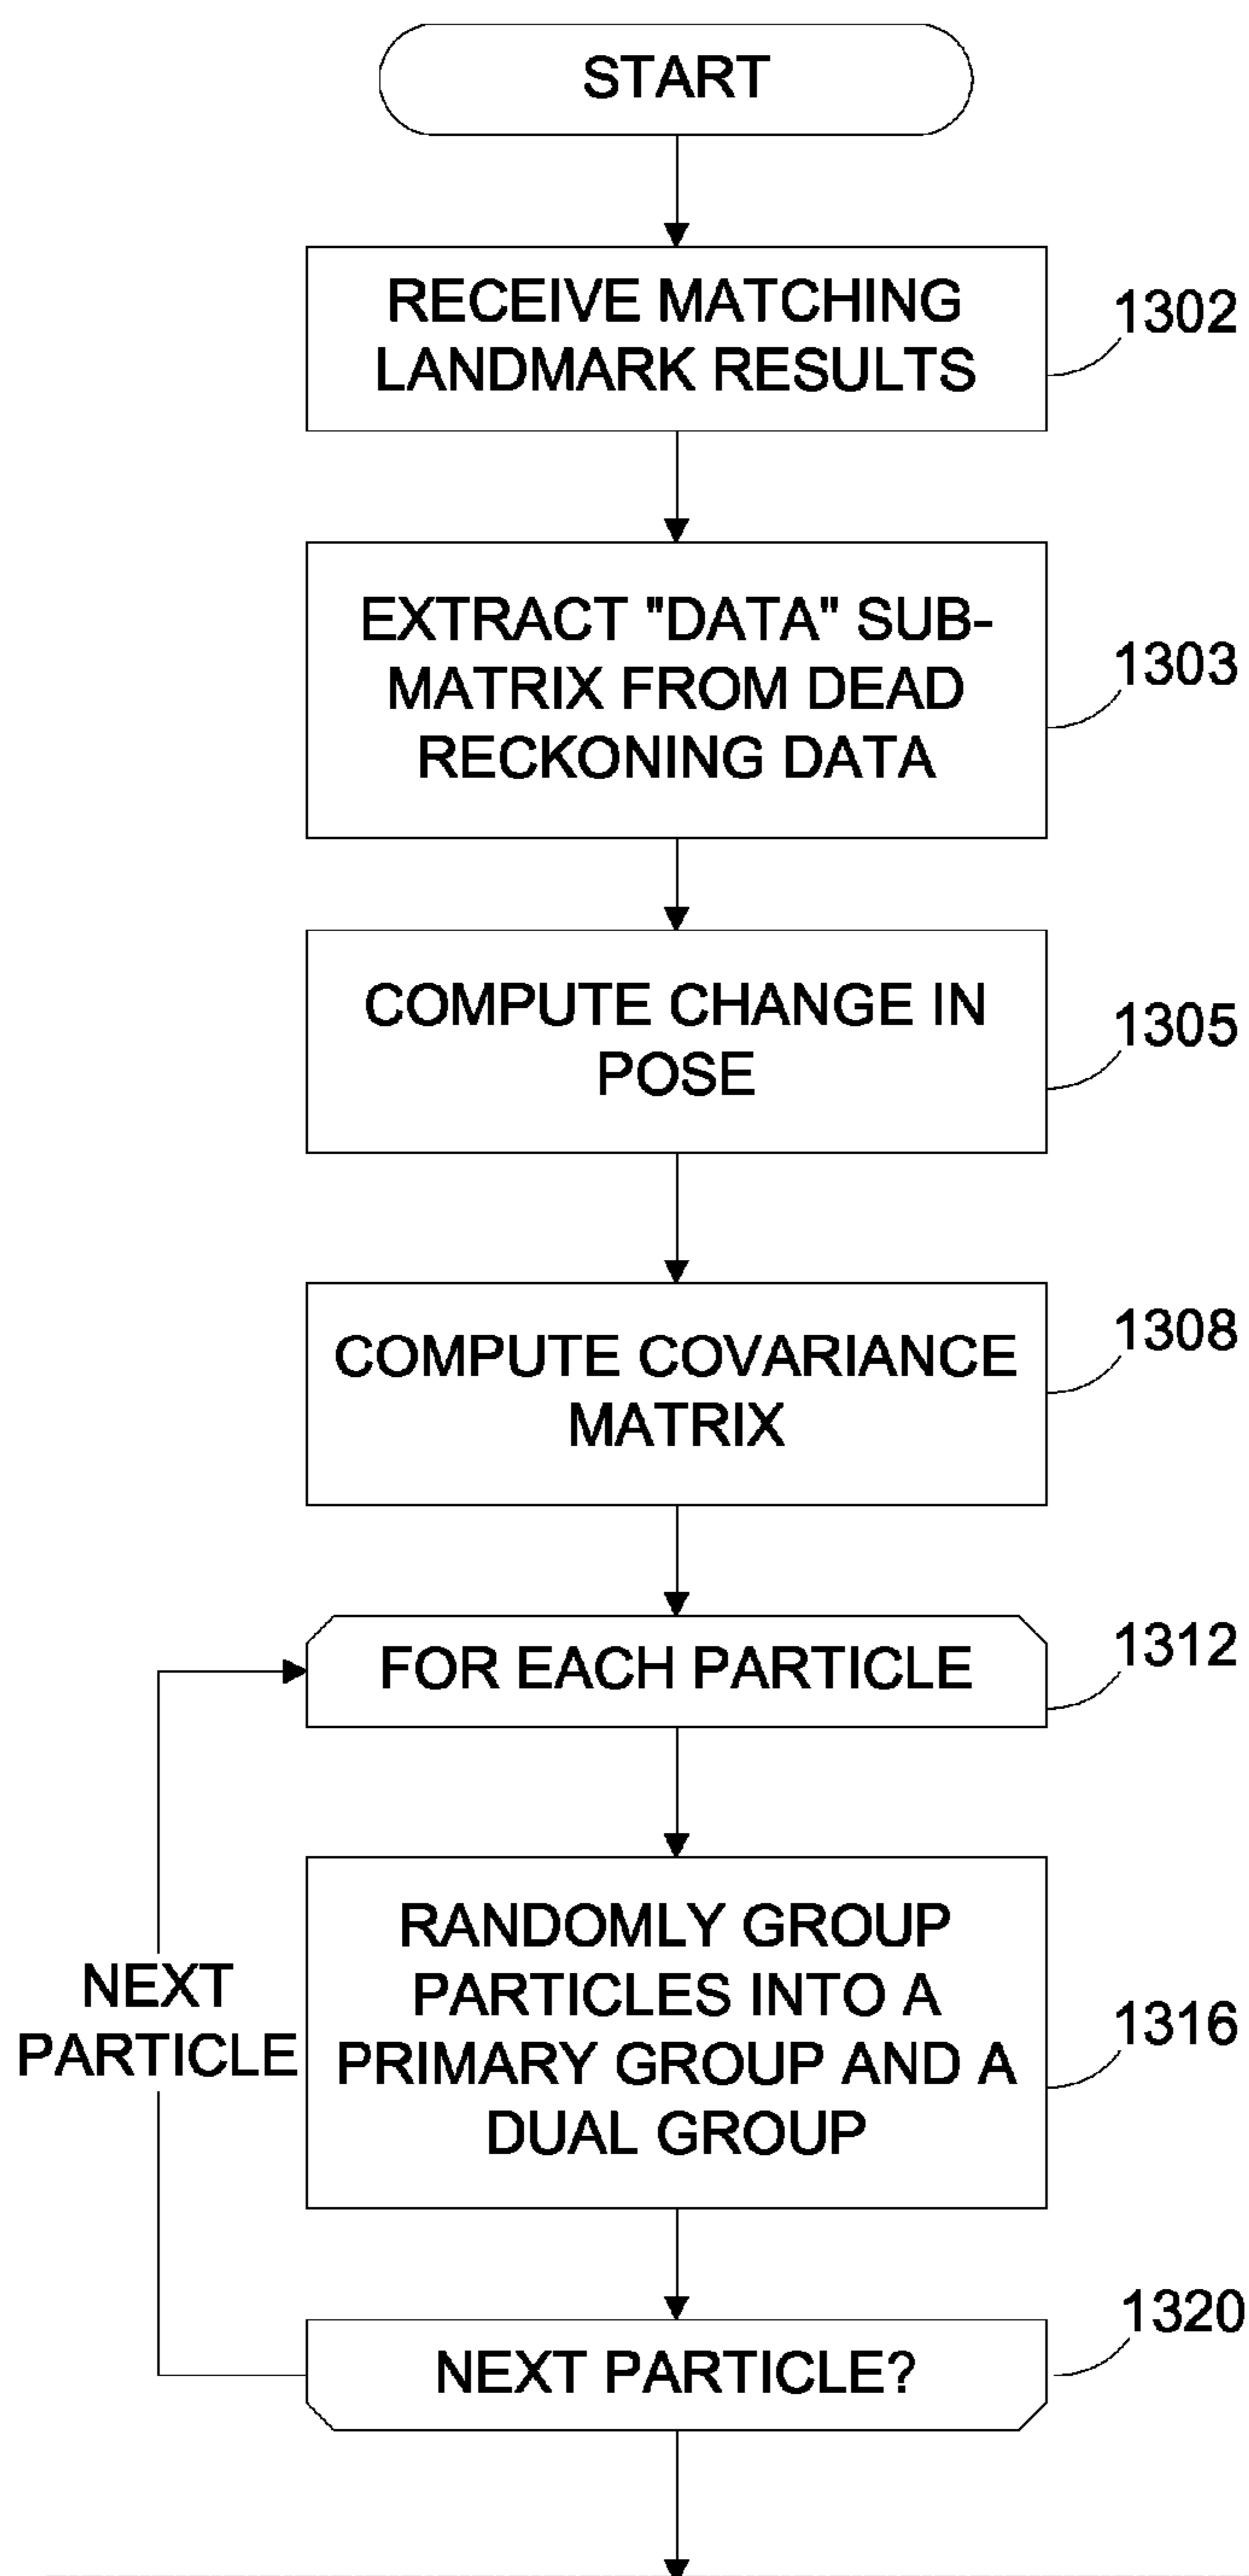 START
RECEIVE MATCHING
LANDMARK RESULTS
1302
EXTRACT "DATA" SUB-
MATRIX FROM DEAD
RECKONING DATA
1303
COMPUTE CHANGE IN
POSE
1305
COMPUTE COVARIANCE
MATRIX
1308
FOR EACH PARTICLE
1312
RANDOMLY GROUP
PARTICLES INTO A
PRIMARY GROUP AND A
DUAL GROUP
1316
NEXT
PARTICLE
NEXT PARTICLE?
1320